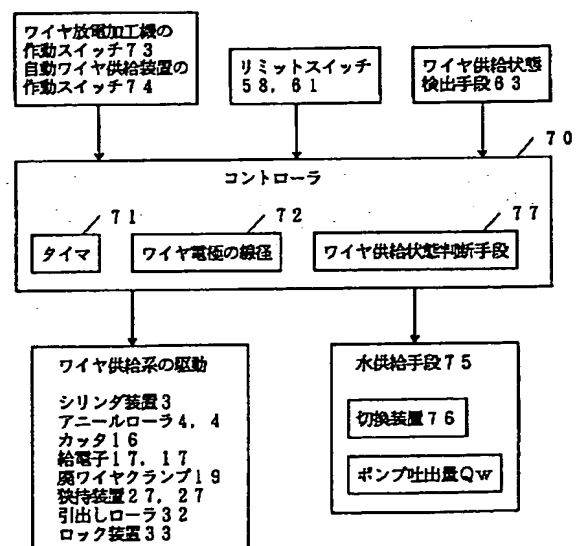 ワイヤ放電加工機の
作動スイッチ73
自動ワイヤ供給装置の
作動スイッチ74
リミットスイッチ
58,61
ワイヤ供給状態
検出手段63
70
コントローラ
71
72
77
タイマ
ワイヤ電極の線径
ワイヤ供給状態判断手段
ワイヤ供給系の駆動
シリンダ装置3
アニールローラ4,4
カッタ16
給電子17,17
廃ワイヤクランプ19
狭持装置27,27
引出しローラ32
ロック装置33
水供給手段75
切換装置76
ポンプ吐出量Qw